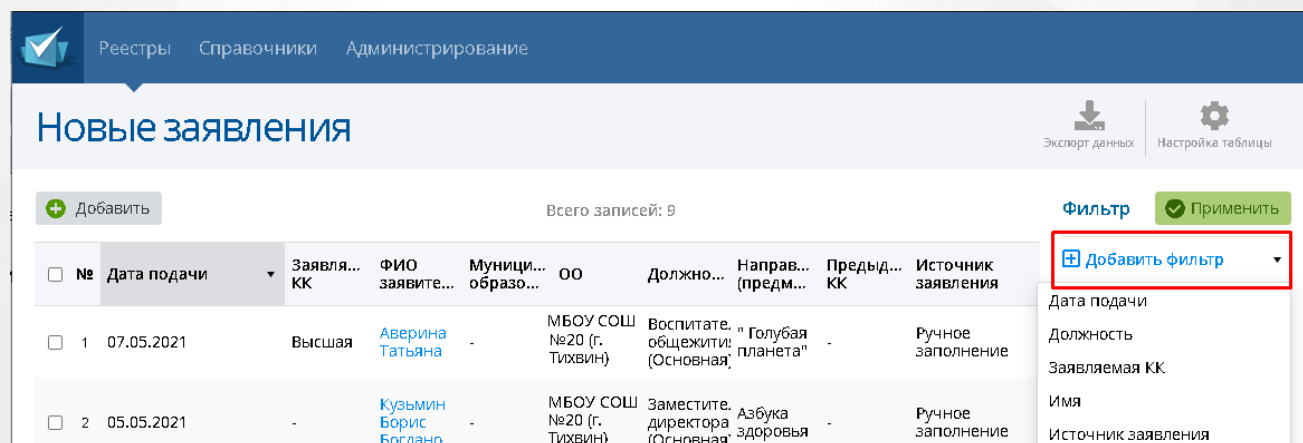 Реестры Справочники Администрирование
Новые заявления
Экспорт данных Настройка таблицы
Добавить Всего записей: 9 Фильтр Применить
Добавить фильтр
№ Дата подачи Заявля... КК ФИО заявите... Муници... образо... ОО Должно... Направ... (предм... Предыд... КК Источник заявления
Дата подачи
Должность
Заявляемая КК
Имя
Источник заявления
1 07.05.2021 Высшая Аверина Татьяна - МБОУ СОШ №20 (г. Тихвин) Воспитате. общежити (Основная) " Голубая планета" - Ручное заполнение
2 05.05.2021 - Кузьмин Борис Богдано - МБОУ СОШ №20 (г. Тихвин) Заместите. директора (Основная) Азбука здоровья - Ручное заполнение